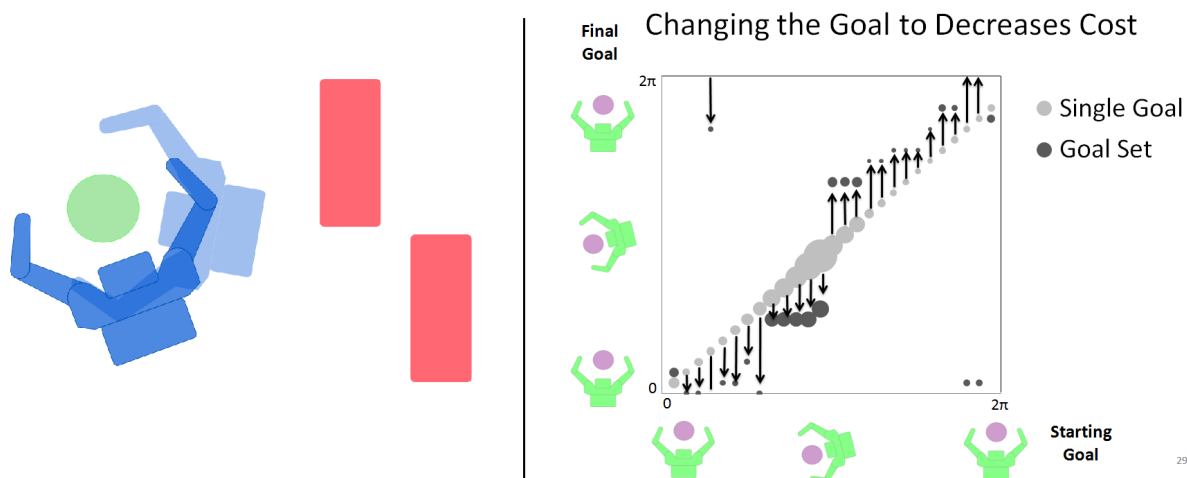 Final
Goal
Changing the Goal to Decreases Cost
2π
0
0
2π
Single Goal
Goal Set
Starting
Goal
29